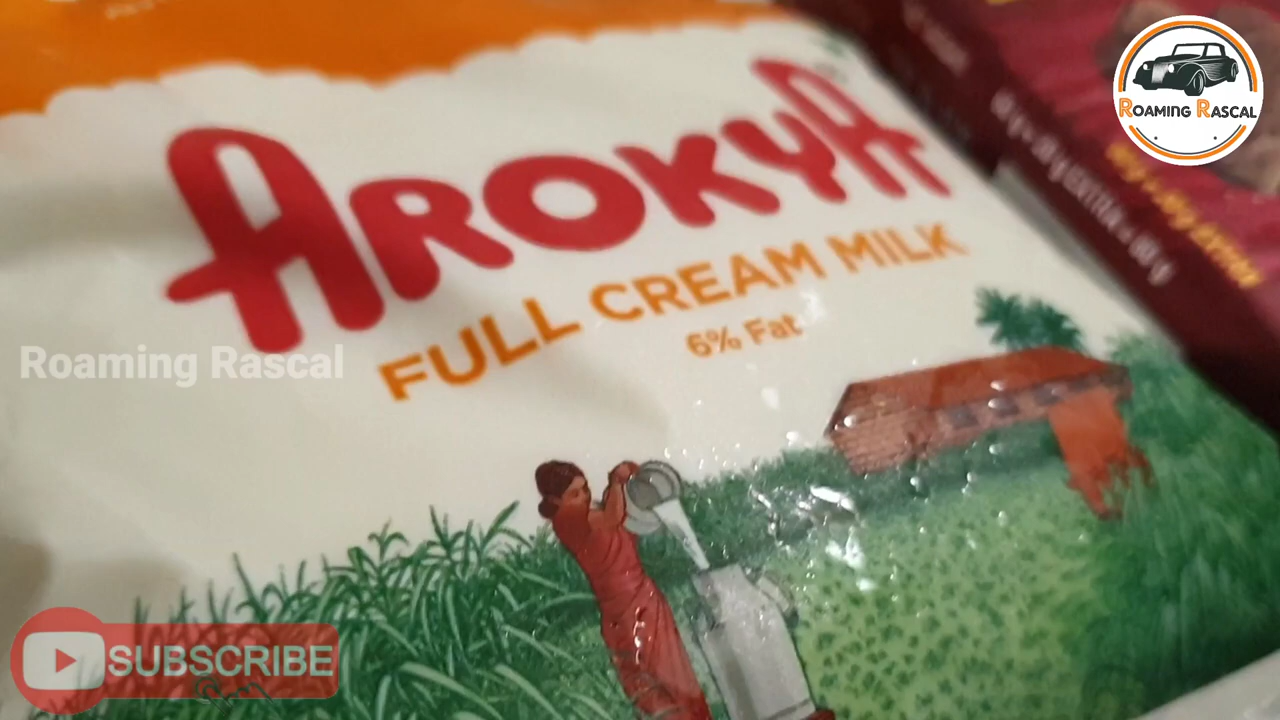 AROKYA
FULL CREAM MILK
6% Fat
ROAMING RASCAL
Roaming Rascal
SUBSCRIBE